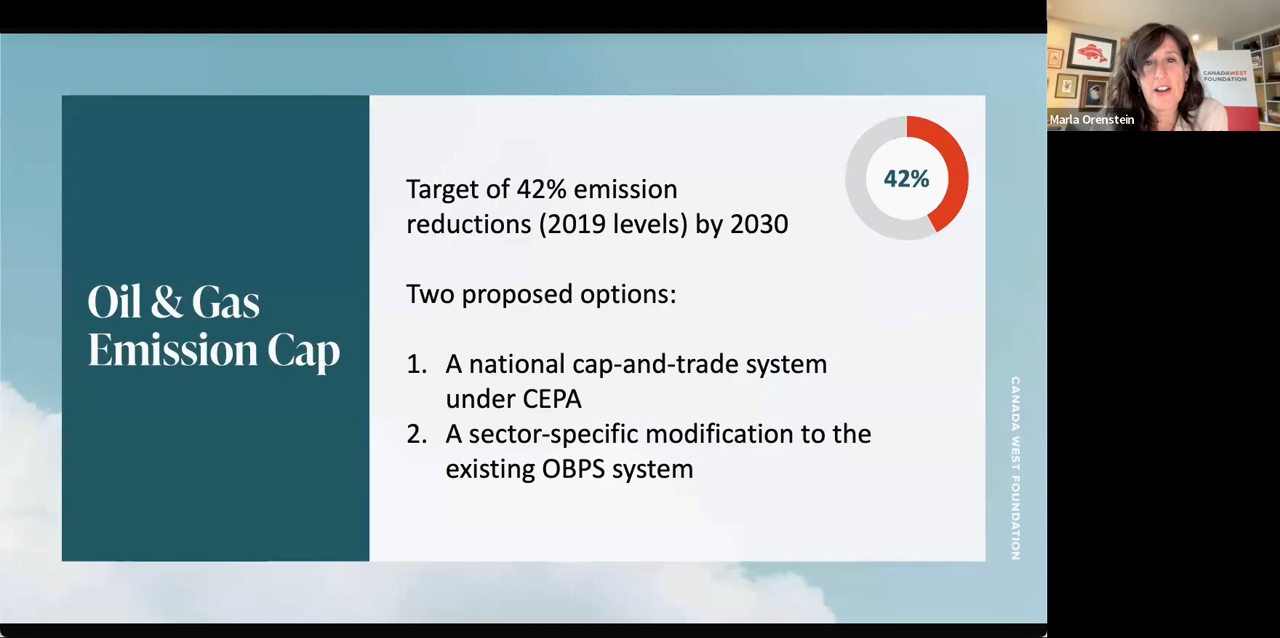 Oil & Gas
Emission Cap
Target of 42% emission
reductions (2019 levels) by 2030
42%
Two proposed options:
1. A national cap-and-trade system
under CEPA
2. A sector-specific modification to the
existing OBPS system
CANADA WEST FOUNDATION
CANADAWEST
FOUNDATION
Marla Orenstein